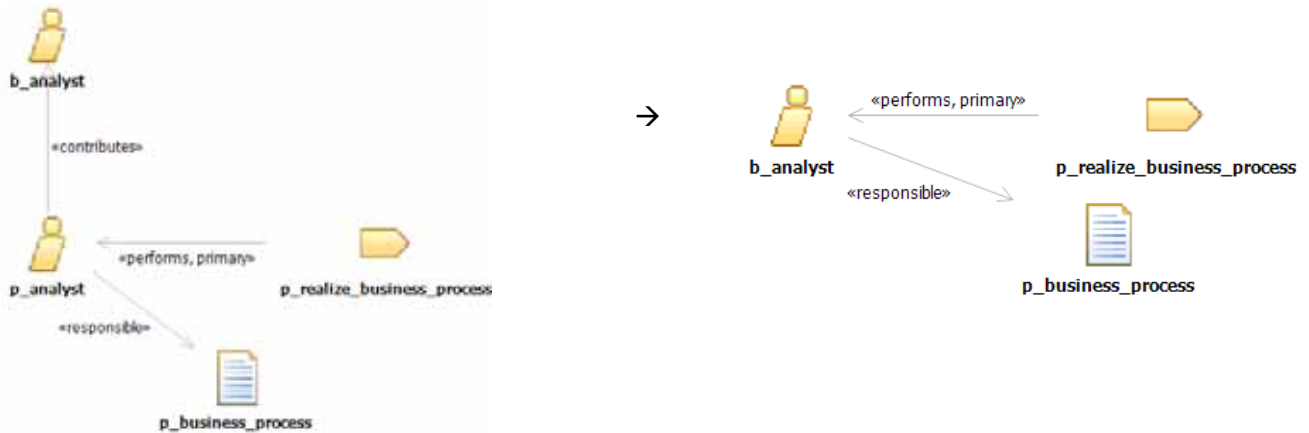 b_analyst
«contributes»
p_analyst
«performs, primary»
p_realize_business_process
«responsible»
p_business_process
→
b_analyst
«performs, primary»
p_realize_business_process
«responsible»
p_business_process